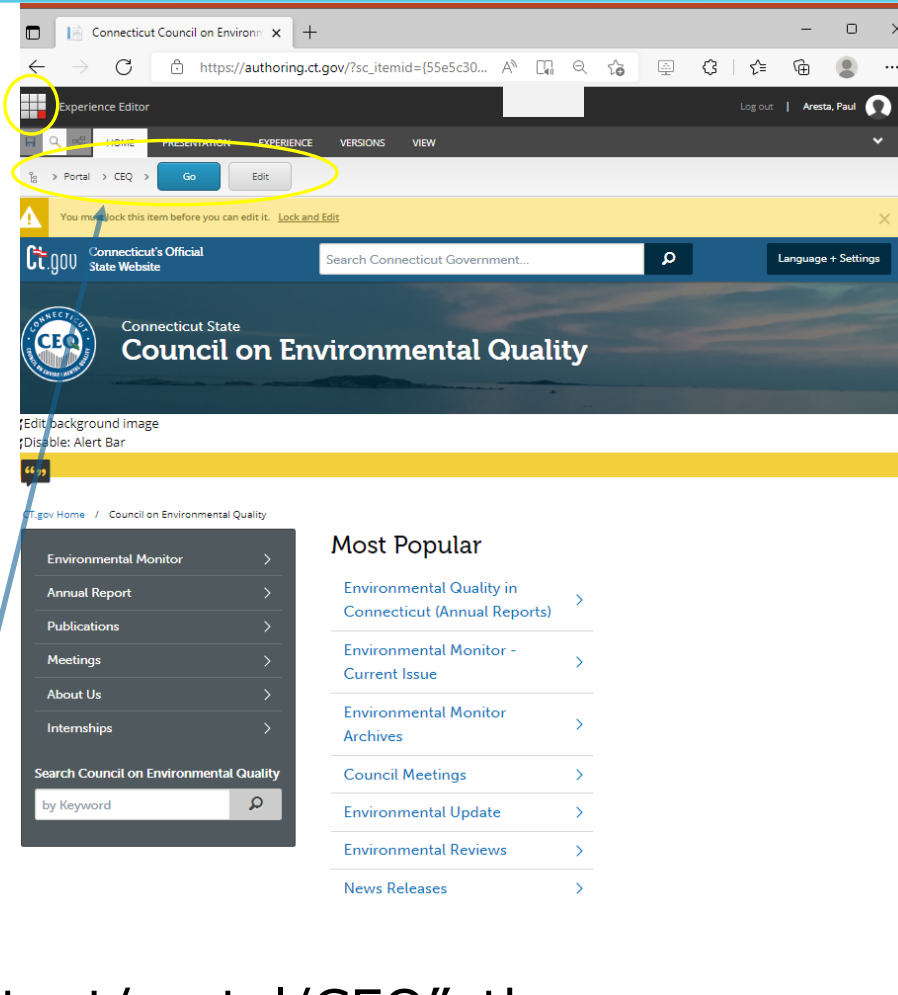 Connecticut Council on Environm
https://authoring.ct.gov/?sc_itemid={55e5c30...
Experience Editor
Log out | Aresta, Paul
HOME PRESENTATION EXPERIENCE VERSIONS VIEW
> Portal > CEQ > Go Edit
You must lock this item before you can edit it. Lock and Edit
Ct.gov Connecticut's Official
State Website
Search Connecticut Government...
Language + Settings
CONNECTICUT
CEQ
COUNCIL ON ENVIRONMENTAL QUALITY
Connecticut State
Council on Environmental Quality
Edit background image
Disable: Alert Bar
CT.gov Home / Council on Environmental Quality
Environmental Monitor
Annual Report
Publications
Meetings
About Us
Internships
Search Council on Environmental Quality
by Keyword
Most Popular
Environmental Quality in
Connecticut (Annual Reports)
Environmental Monitor -
Current Issue
Environmental Monitor
Archives
Council Meetings
Environmental Update
Environmental Reviews
News Releases